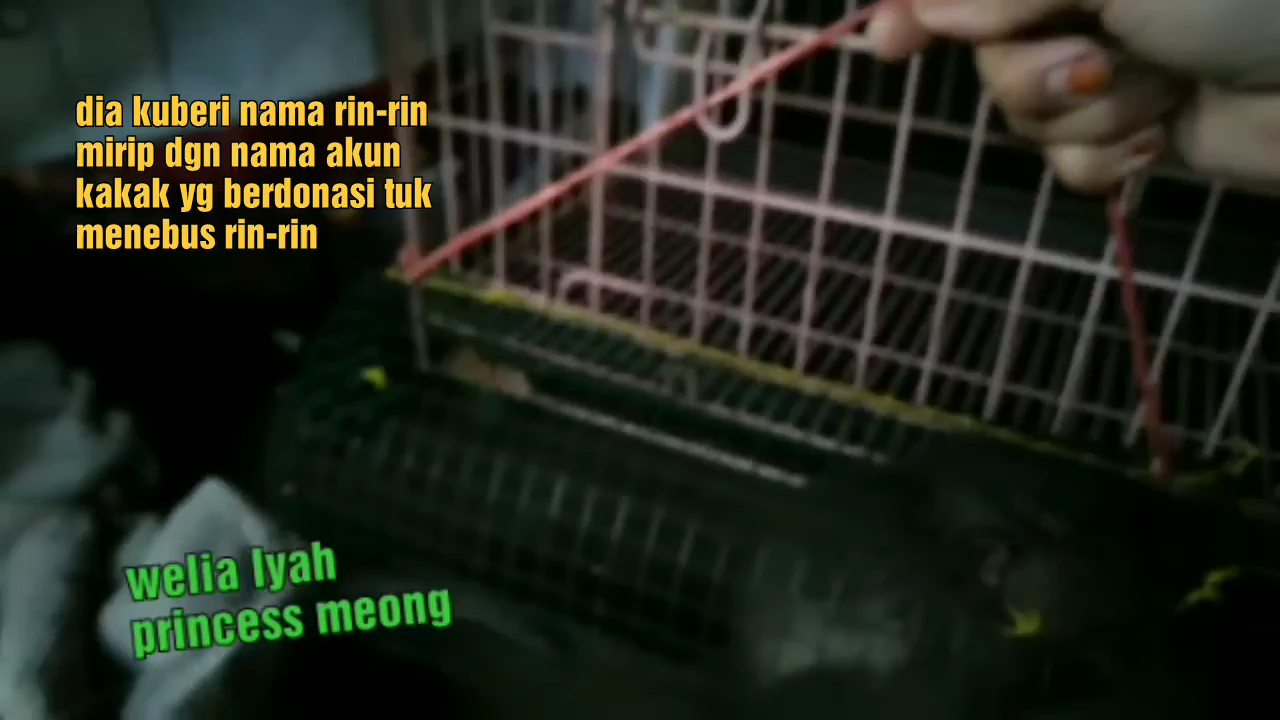 dia kuberi nama rin-rin
mirip dgn nama akun
kakak yg berdonasi tuk
menebus rin-rin
welia lyah
princess meong